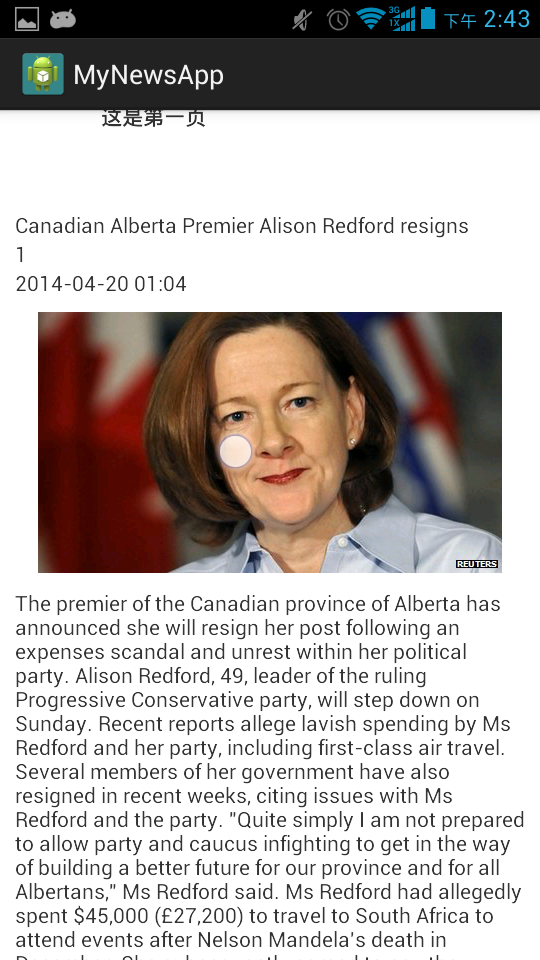 3G
1X
下午 2:43
MyNewsApp
这是第一页
Canadian Alberta Premier Alison Redford resigns
1
2014-04-20 01:04
REUTERS
The premier of the Canadian province of Alberta has
announced she will resign her post following an
expenses scandal and unrest within her political
party. Alison Redford, 49, leader of the ruling
Progressive Conservative party, will step down on
Sunday. Recent reports allege lavish spending by Ms
Redford and her party, including first-class air travel.
Several members of her government have also
resigned in recent weeks, citing issues with Ms
Redford and the party. "Quite simply I am not prepared
to allow party and caucus infighting to get in the way
of building a better future for our province and for all
Albertans," Ms Redford said. Ms Redford had allegedly
spent $45,000 (£27,200) to travel to South Africa to
attend events after Nelson Mandela's death in